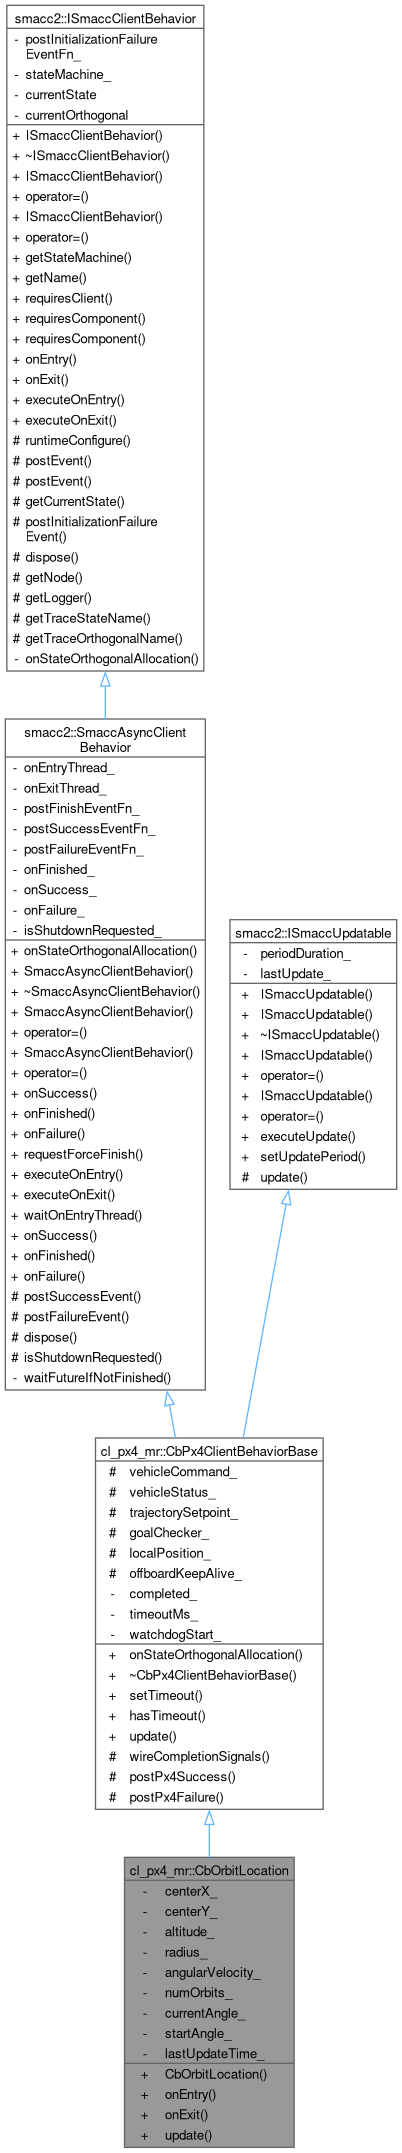 smacc2::ISmaccClientBehavior
- postInitializationFailure
EventFn_
- stateMachine_
- currentState
- currentOrthogonal
+ ISmaccClientBehavior()
+ ~ISmaccClientBehavior()
+ ISmaccClientBehavior()
+ operator=()
+ ISmaccClientBehavior()
+ operator=()
+ getStateMachine()
+ getName()
+ requiresClient()
+ requiresComponent()
+ requiresComponent()
+ onEntry()
+ onExit()
+ executeOnEntry()
+ executeOnExit()
# runtimeConfigure()
# postEvent()
# postEvent()
# getCurrentState()
# postInitializationFailure
Event()
# dispose()
# getNode()
# getLogger()
# getTraceStateName()
# getTraceOrthogonalName()
- onStateOrthogonalAllocation()
smacc2::SmaccAsyncClient
Behavior
- onEntryThread_
- onExitThread_
- postFinishEventFn_
- postSuccessEventFn_
- postFailureEventFn_
- onFinished_
- onSuccess_
- onFailure_
- isShutdownRequested_
+ onStateOrthogonalAllocation()
+ SmaccAsyncClientBehavior()
+ ~SmaccAsyncClientBehavior()
+ SmaccAsyncClientBehavior()
+ operator=()
+ SmaccAsyncClientBehavior()
+ operator=()
+ onSuccess()
+ onFinished()
+ onFailure()
+ requestForceFinish()
+ executeOnEntry()
+ executeOnExit()
+ waitOnEntryThread()
+ onSuccess()
+ onFinished()
+ onFailure()
# postSuccessEvent()
# postFailureEvent()
# dispose()
# isShutdownRequested()
- waitFutureIfNotFinished()
smacc2::ISmaccUpdatable
- periodDuration_
- lastUpdate_
+ ISmaccUpdatable()
+ ISmaccUpdatable()
+ ~ISmaccUpdatable()
+ ISmaccUpdatable()
+ operator=()
+ ISmaccUpdatable()
+ operator=()
+ executeUpdate()
+ setUpdatePeriod()
# update()
cl_px4_mr::CbPx4ClientBehaviorBase
# vehicleCommand_
# vehicleStatus_
# trajectorySetpoint_
# goalChecker_
# localPosition_
# offboardKeepAlive_
- completed_
- timeoutMs_
- watchdogStart_
+ onStateOrthogonalAllocation()
+ ~CbPx4ClientBehaviorBase()
+ setTimeout()
+ hasTimeout()
+ update()
# wireCompletionSignals()
# postPx4Success()
# postPx4Failure()
cl_px4_mr::CbOrbitLocation
- centerX_
- centerY_
- altitude_
- radius_
- angularVelocity_
- numOrbits_
- currentAngle_
- startAngle_
- lastUpdateTime_
+ CbOrbitLocation()
+ onEntry()
+ onExit()
+ update()